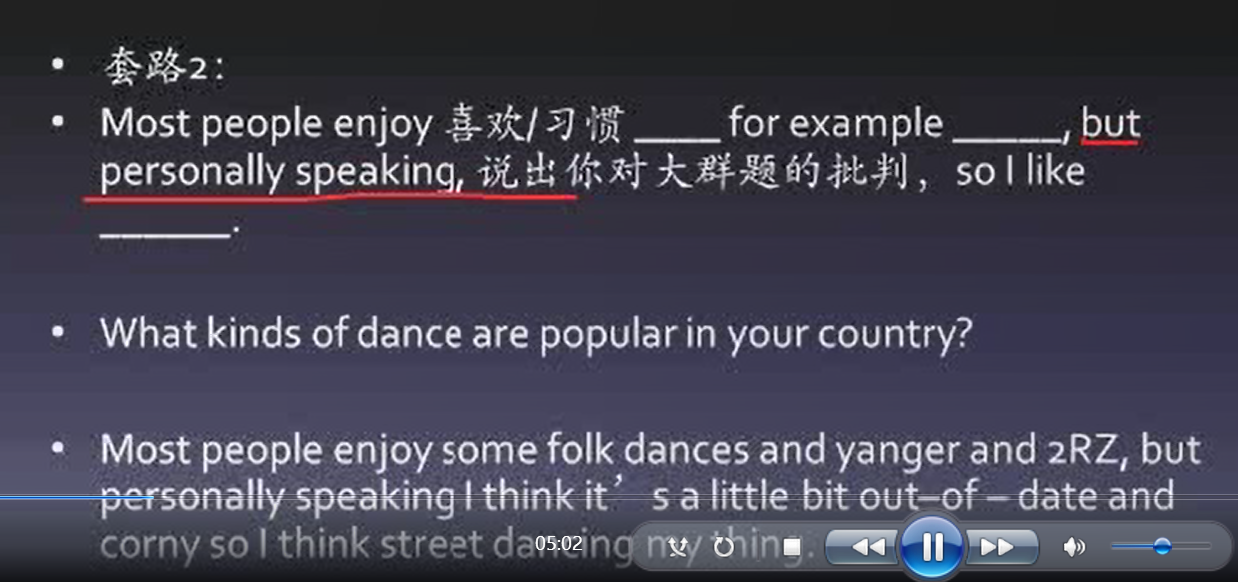 • 套路2：
• Most people enjoy 喜欢/习惯 ____ for example _____, but
personally speaking, 说出你对大群题的批判，so I like
______.
• What kinds of dance are popular in your country?
• Most people enjoy some folk dances and yanger and 2RZ, but
personally speaking I think it’s a little bit out–of – date and
corny so I think street dancing my thing.
05:02